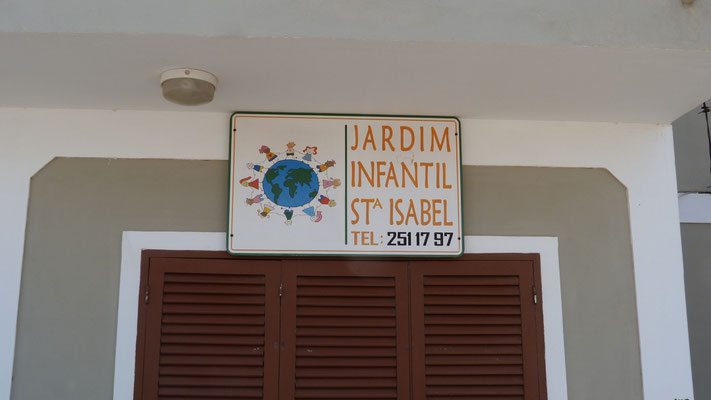 JARDIM
INFANTIL
STA ISABEL
TEL: 251 17 97